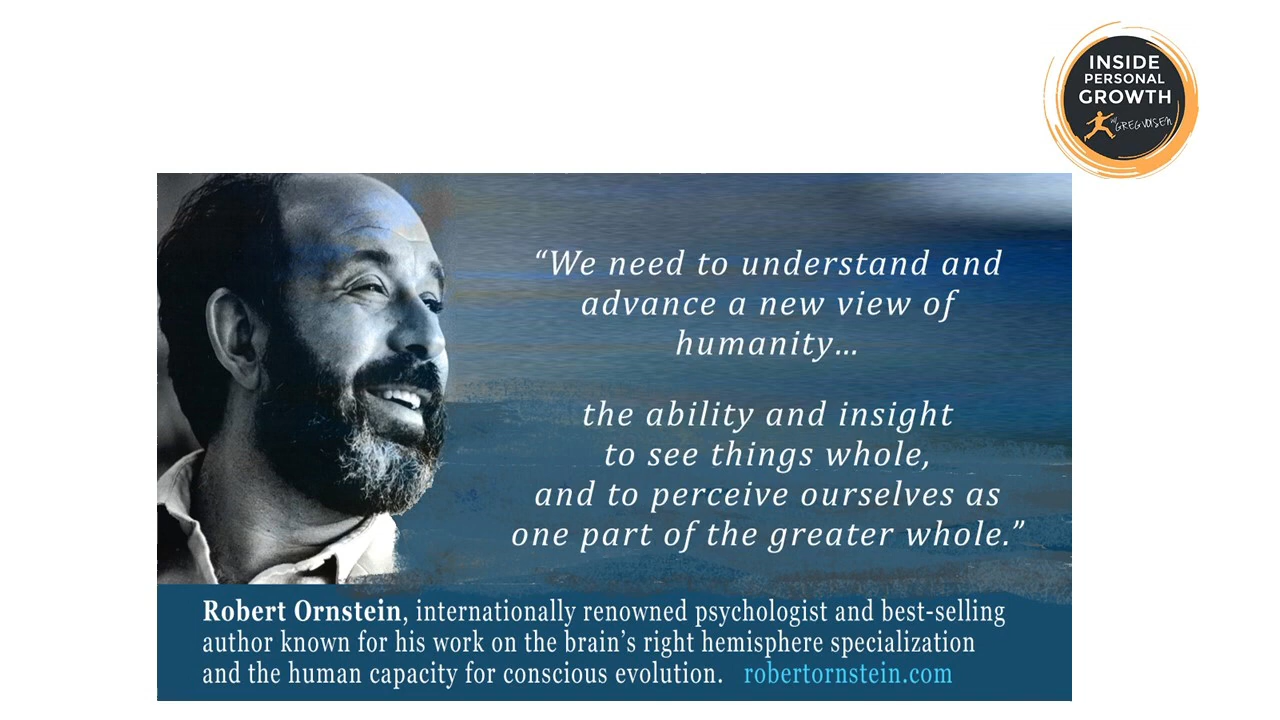 INSIDE
PERSONAL
GROWTH
W/ GREG VOISEN
“We need to understand and
advance a new view of
humanity...
the ability and insight
to see things whole,
and to perceive ourselves as
one part of the greater whole.”
Robert Ornstein, internationally renowned psychologist and best-selling
author known for his work on the brain’s right hemisphere specialization
and the human capacity for conscious evolution. robertornstein.com